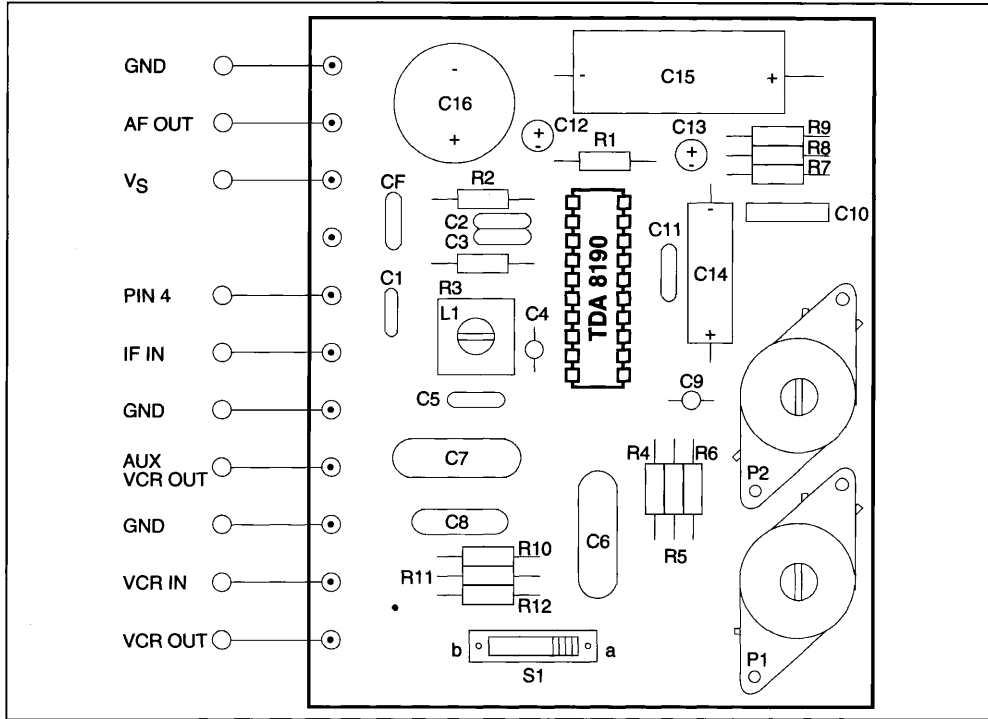 GND
AF OUT
VS
PIN 4
IF IN
GND
AUX
VCR OUT
GND
VCR IN
VCR OUT
-
C16
+
-
C15
+
C12
+
-
R1
C13
+
-
R9
R8
R7
CF
R2
C2
C3
C1
R3
L1
C4
TDA 8190
C11
-
C14
+
C10
C5
C9
C7
R4
R6
R5
P2
C8
C6
R10
R11
R12
b
a
S1
P1